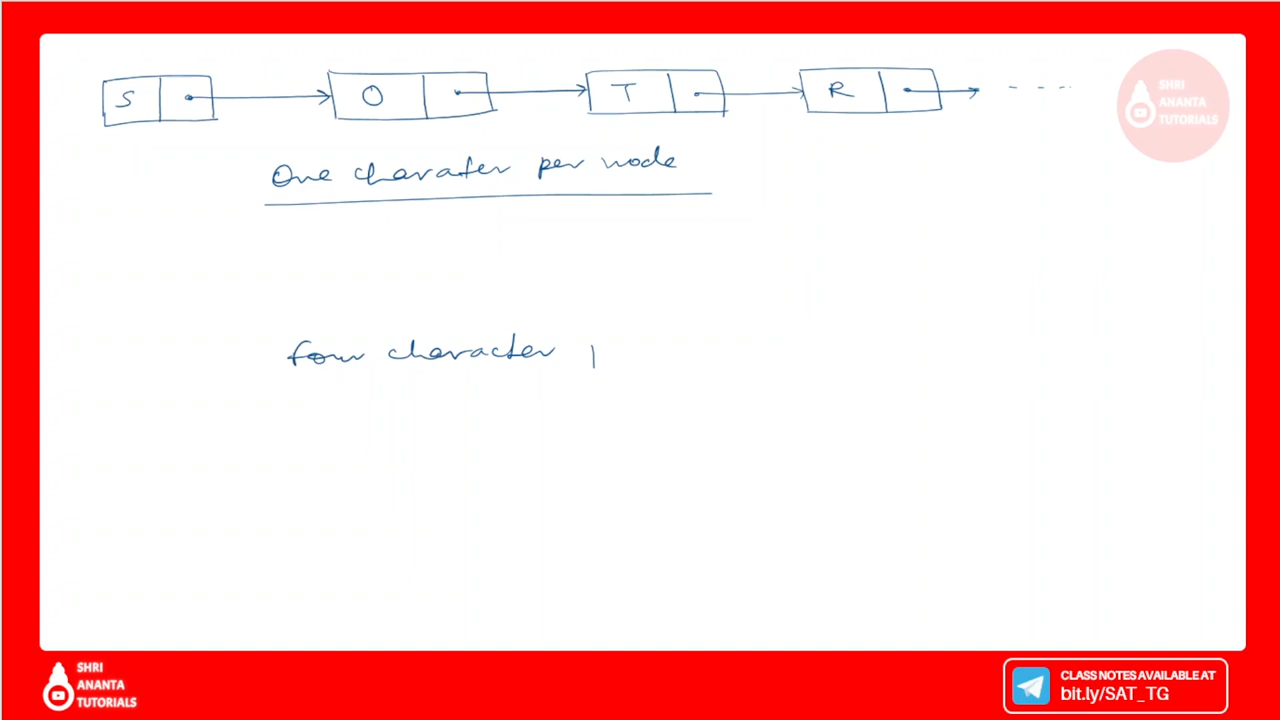 S O T R
SHRI
ANANTA
TUTORIALS
One charater per node
four character
SHRI
ANANTA
TUTORIALS
CLASS NOTES AVAILABLE AT
bit.ly/SAT_TG